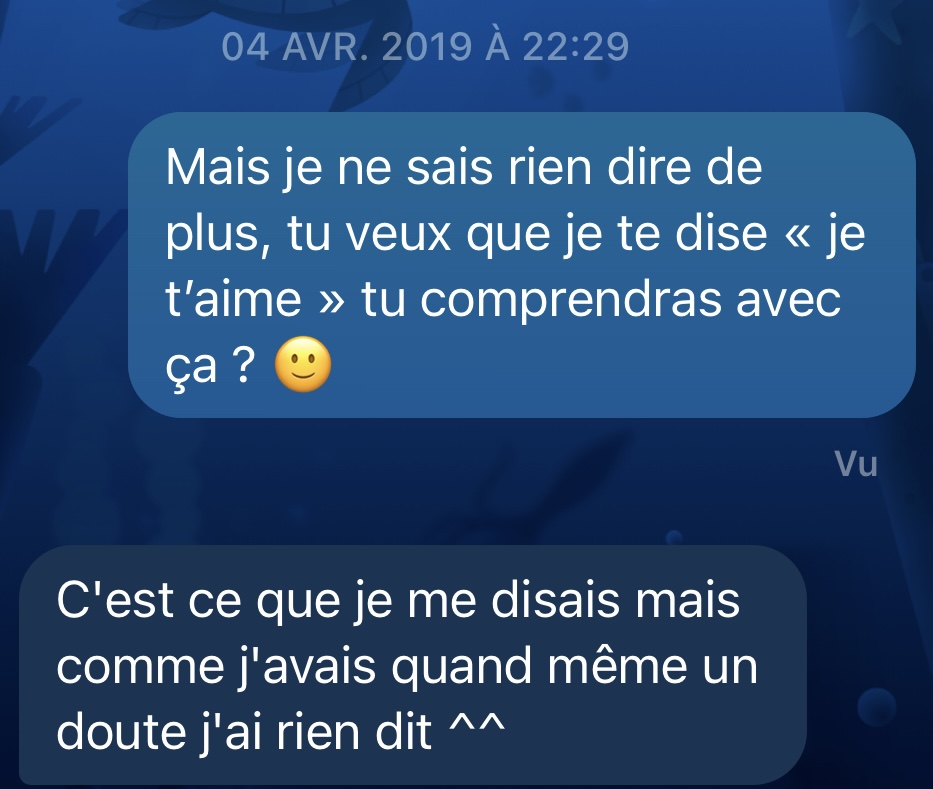 04 AVR. 2019 À 22:29
Mais je ne sais rien dire de
plus, tu veux que je te dise « je
t’aime » tu comprendras avec
ça ? 🙂
Vu
C'est ce que je me disais mais
comme j'avais quand même un
doute j'ai rien dit ^^